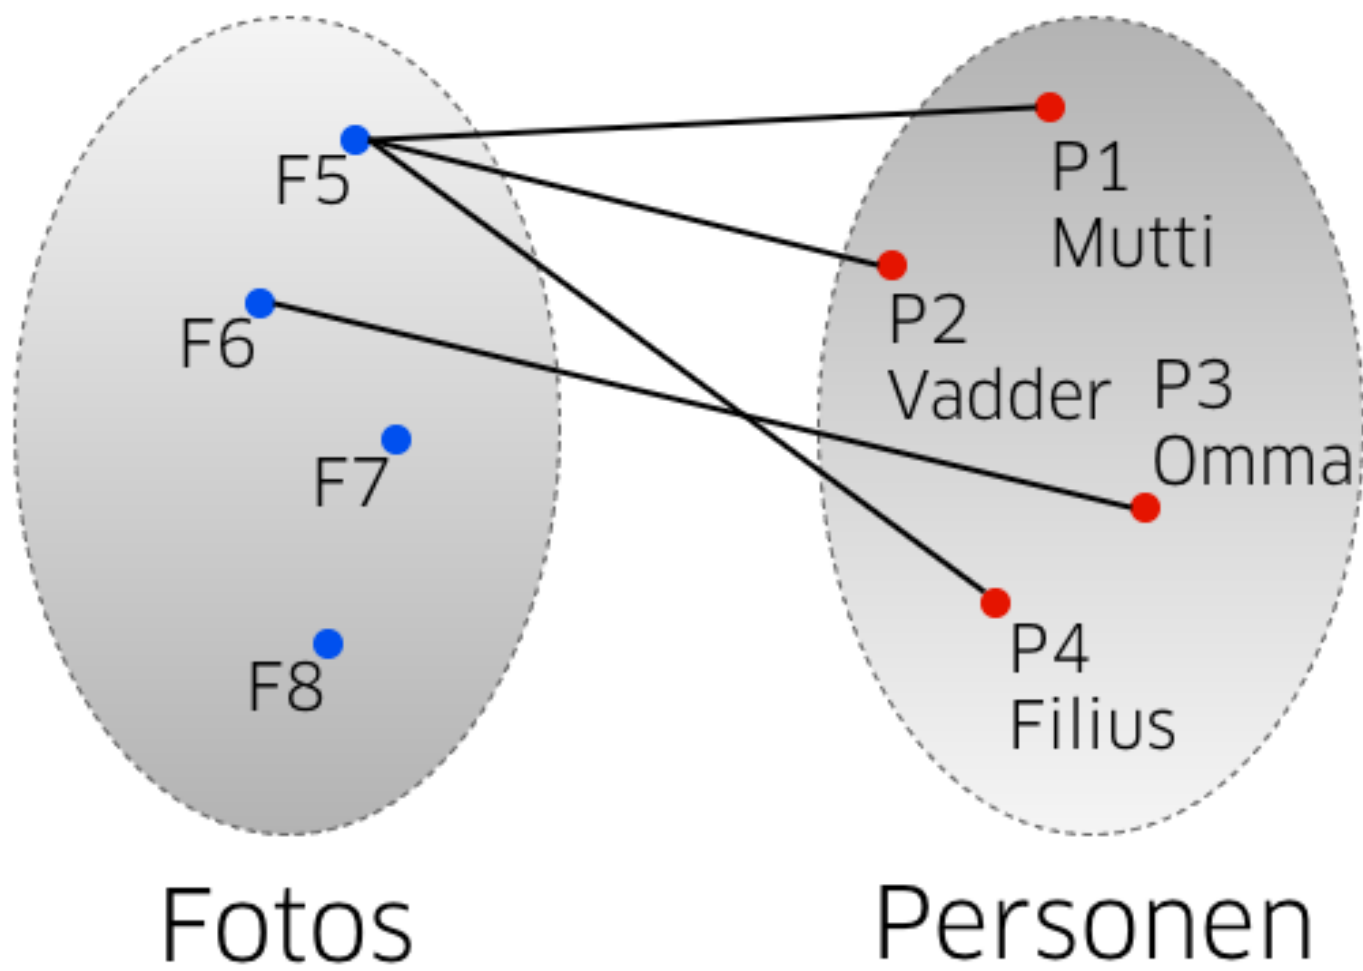 F5
F6
F7
F8
Fotos
P1
Mutti
P2
Vadder
P3
Omma
P4
Filius
Personen